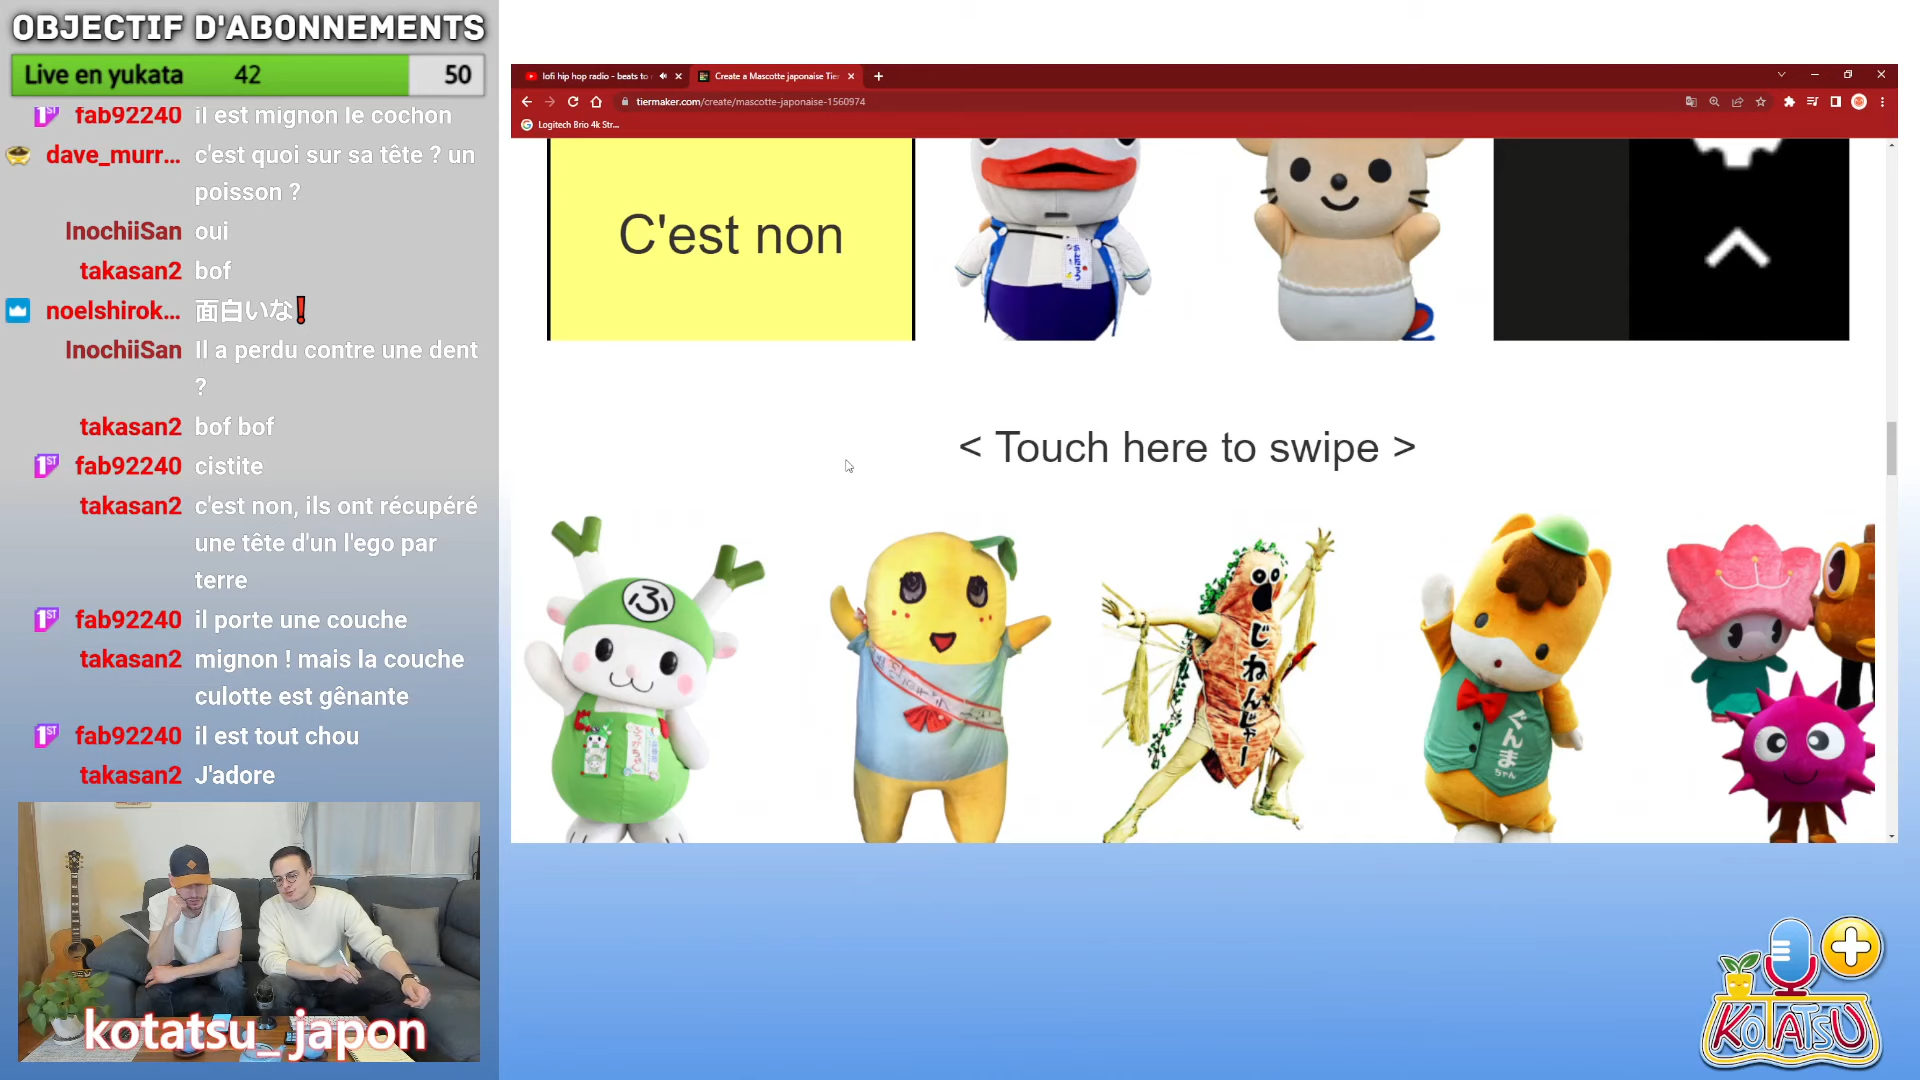 OBJECTIF D'ABONNEMENTS
Live en yukata 42 50
fab92240 il est mignon le cochon
dave_murr... c'est quoi sur sa tête ? un
poisson ?
InochiiSan oui
takasan2 bof
noelshirok... 面白いな❗
InochiiSan Il a perdu contre une dent
?
takasan2 bof bof
fab92240 cistite
takasan2 c'est non, ils ont récupéré
une tête d'un l'ego par
terre
fab92240 il porte une couche
takasan2 mignon ! mais la couche
culotte est gênante
fab92240 il est tout chou
takasan2 J'adore
kotatsu_japon
lofi hip hop radio - beats to
Create a Mascotte japonaise Tie
tiermaker.com/create/mascotte-japonaise-1560974
Logitech Brio 4k Str...
C'est non
< Touch here to swipe >
ふ
じねんじゃー
ぐんま
ちゃん
KOTATSU